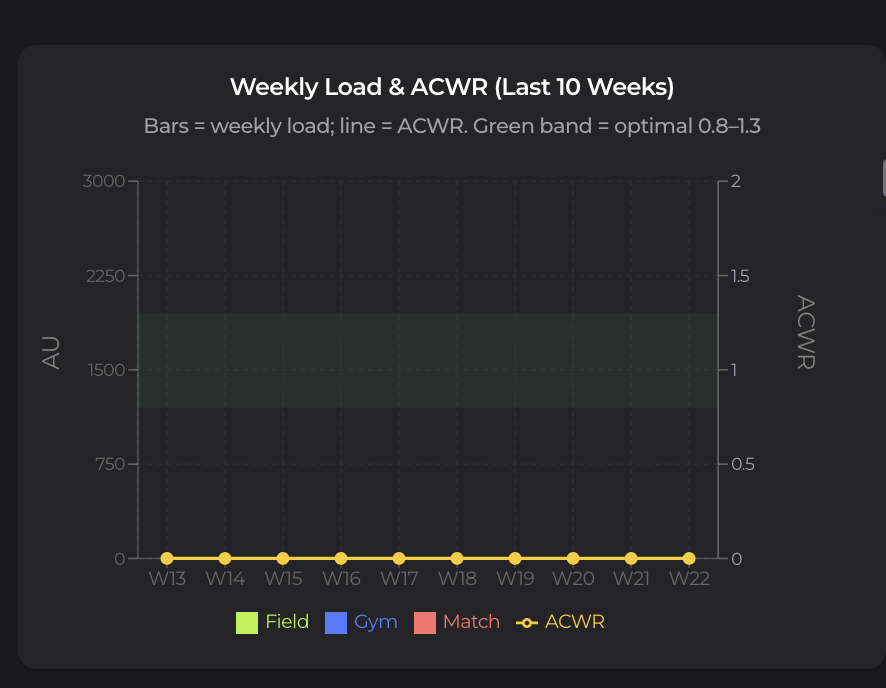 Weekly Load & ACWR (Last 10 Weeks)
Bars = weekly load; line = ACWR. Green band = optimal 0.8–1.3
3000
2250
1500
750
0
AU
2
1.5
1
0.5
0
ACWR
W13 W14 W15 W16 W17 W18 W19 W20 W21 W22
Field Gym Match ACWR